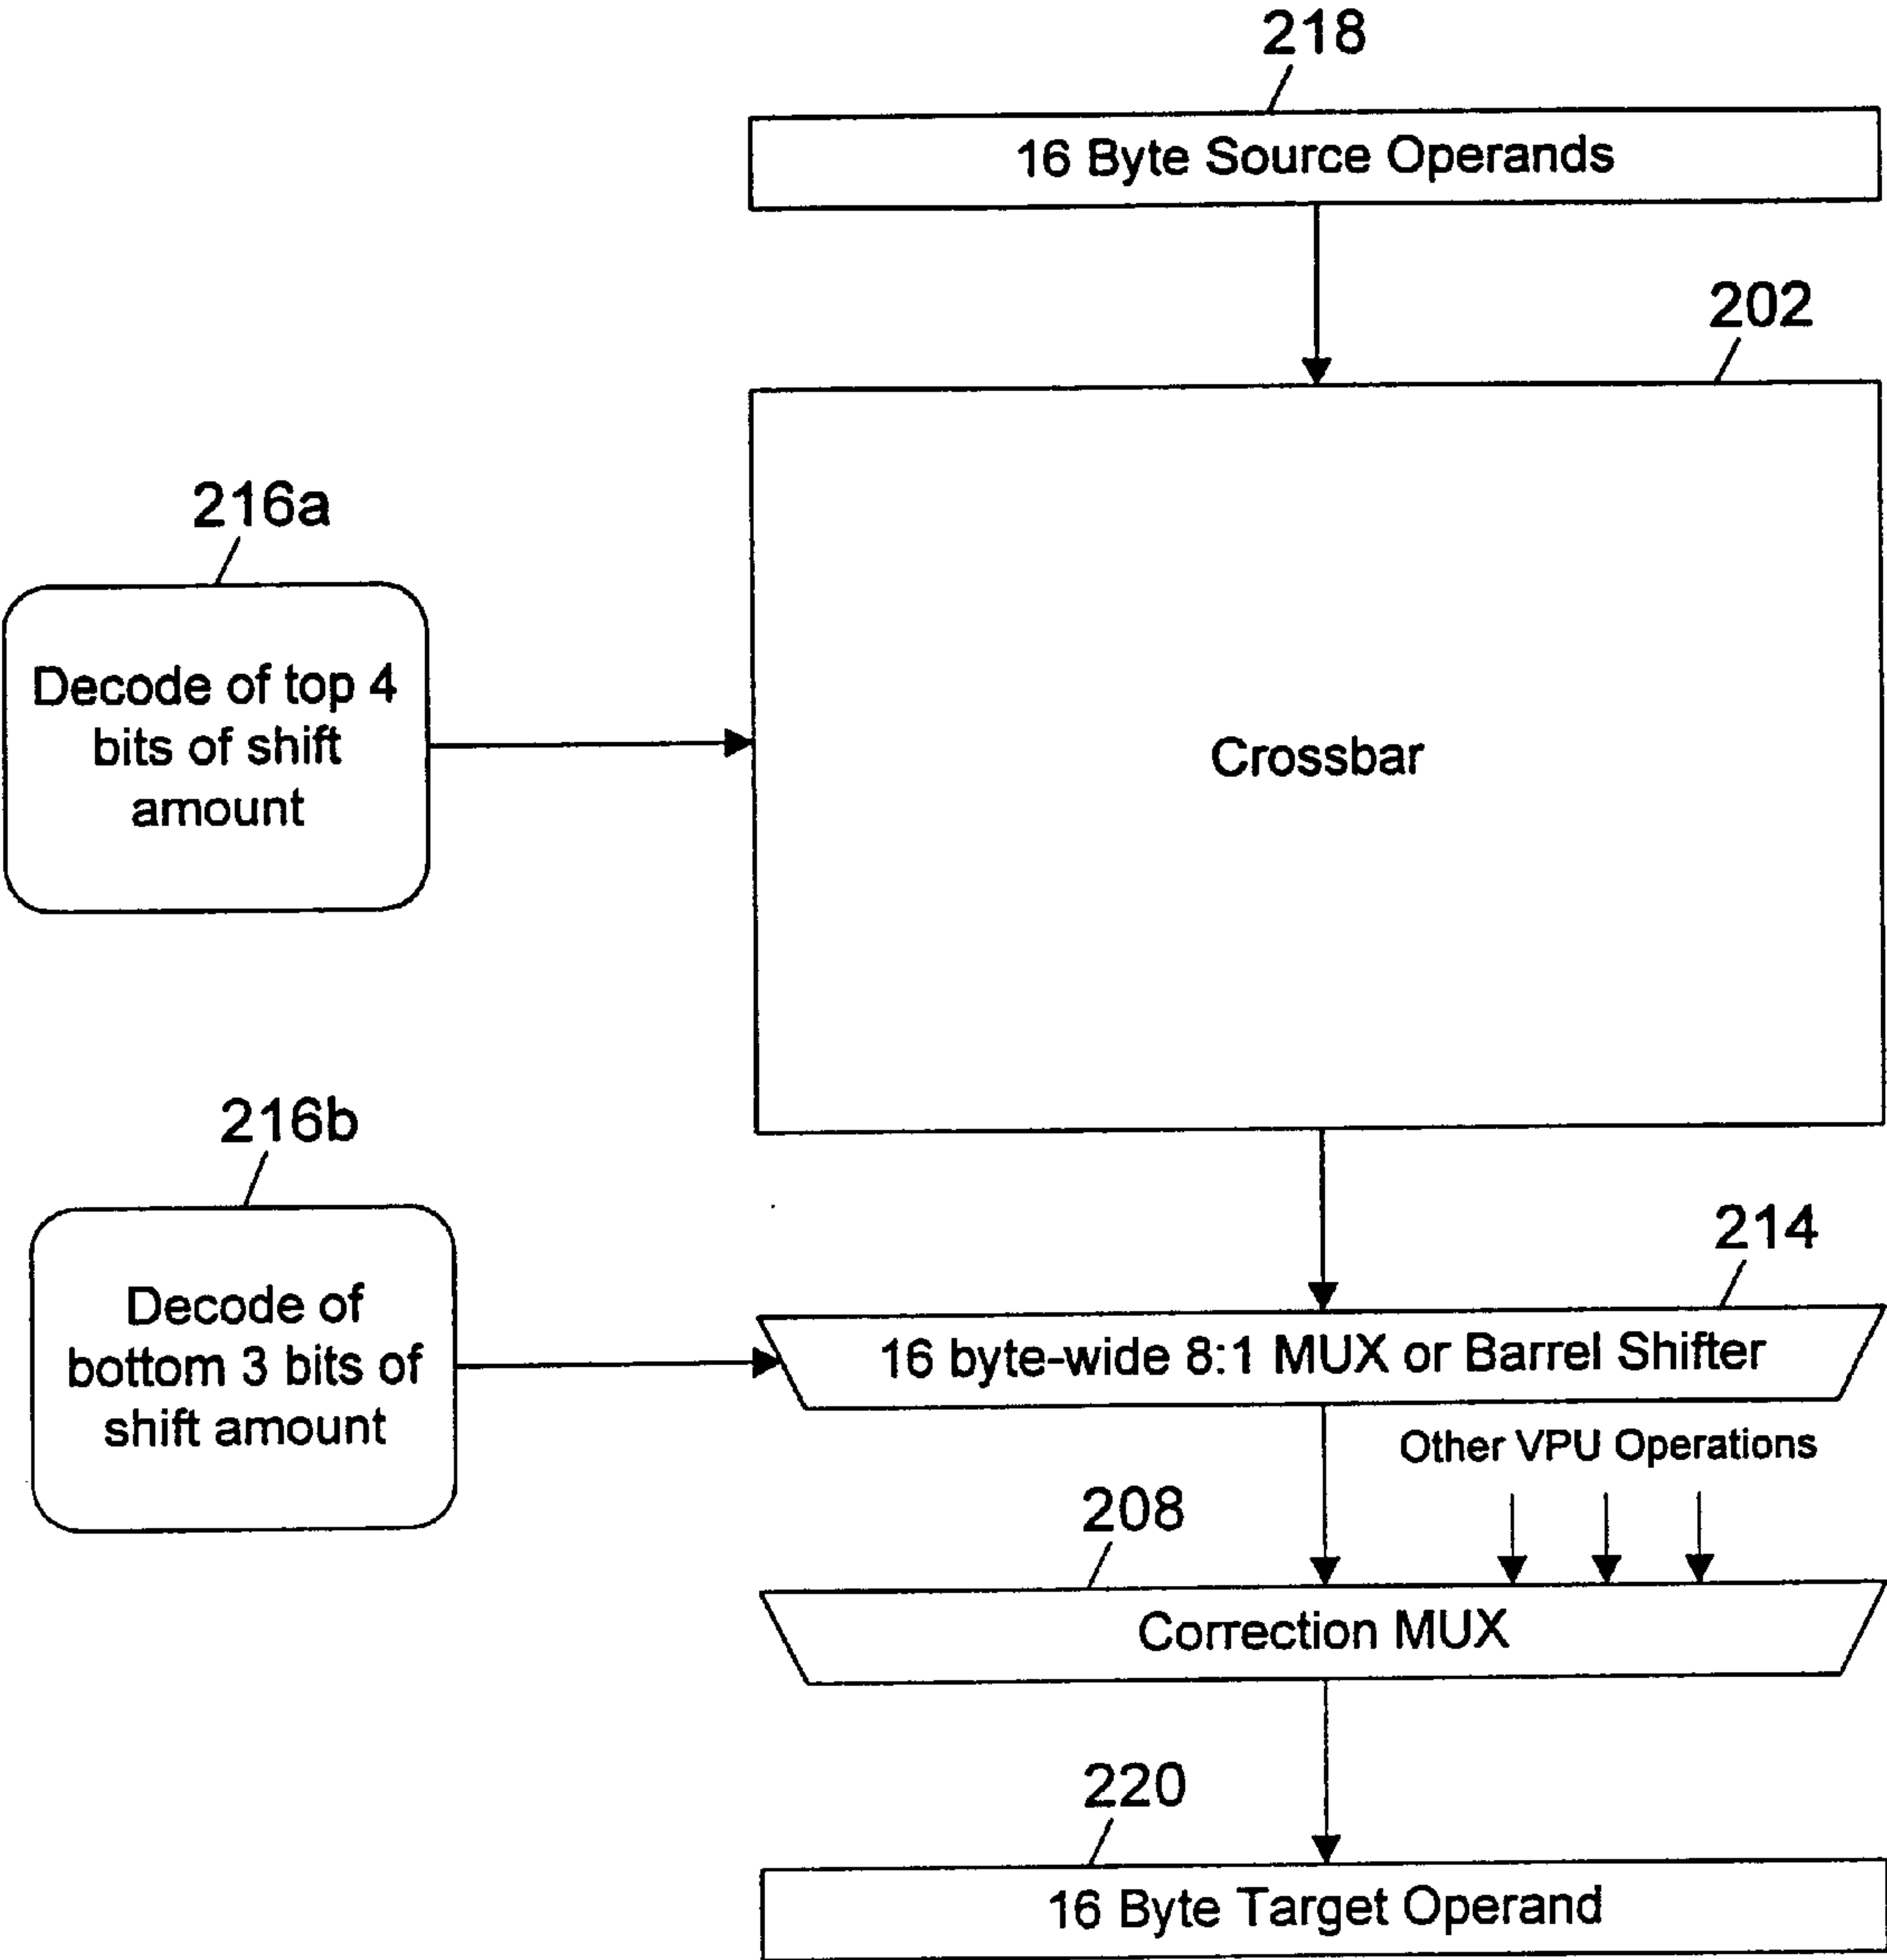 218
16 Byte Source Operands
202
216a
Decode of top 4
bits of shift
amount
Crossbar
216b
Decode of
bottom 3 bits of
shift amount
214
16 byte-wide 8:1 MUX or Barrel Shifter
Other VPU Operations
208
Correction MUX
220
16 Byte Target Operand